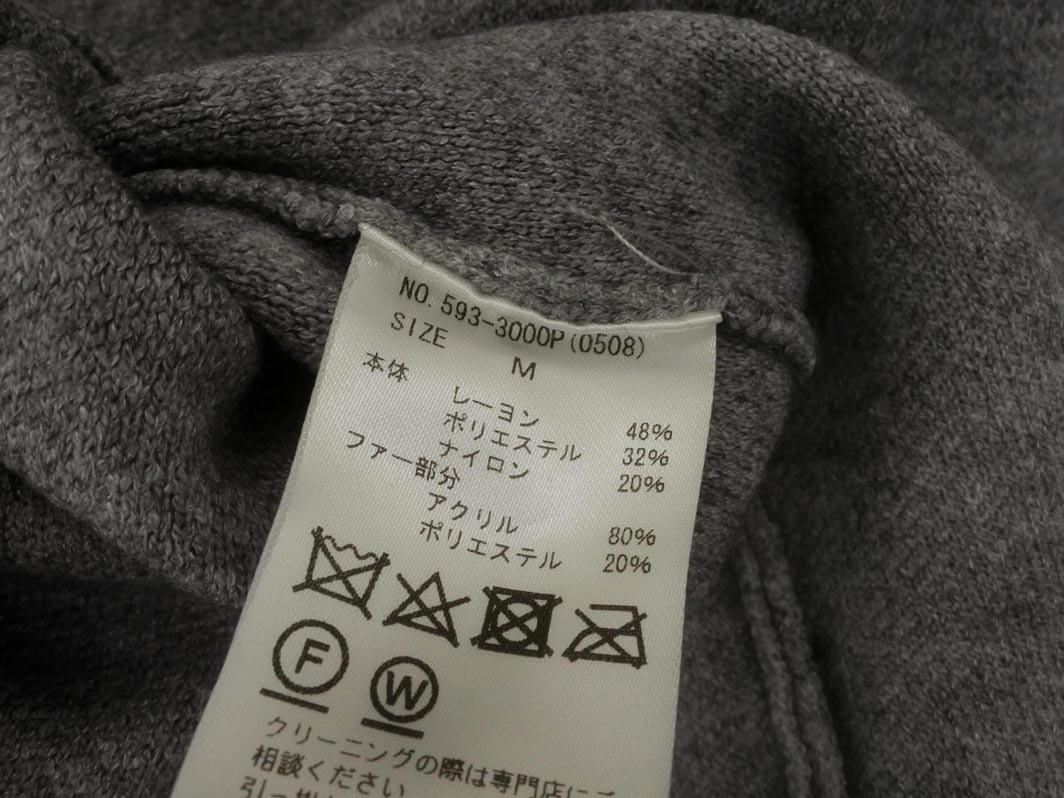 NO. 593-3000P(0508)
SIZE M
本体
レーヨン 48%
ポリエステル 32%
ナイロン 20%
ファー部分
アクリル 80%
ポリエステル 20%
F
W
クリーニングの際は専門店にご
相談ください
引っ掛